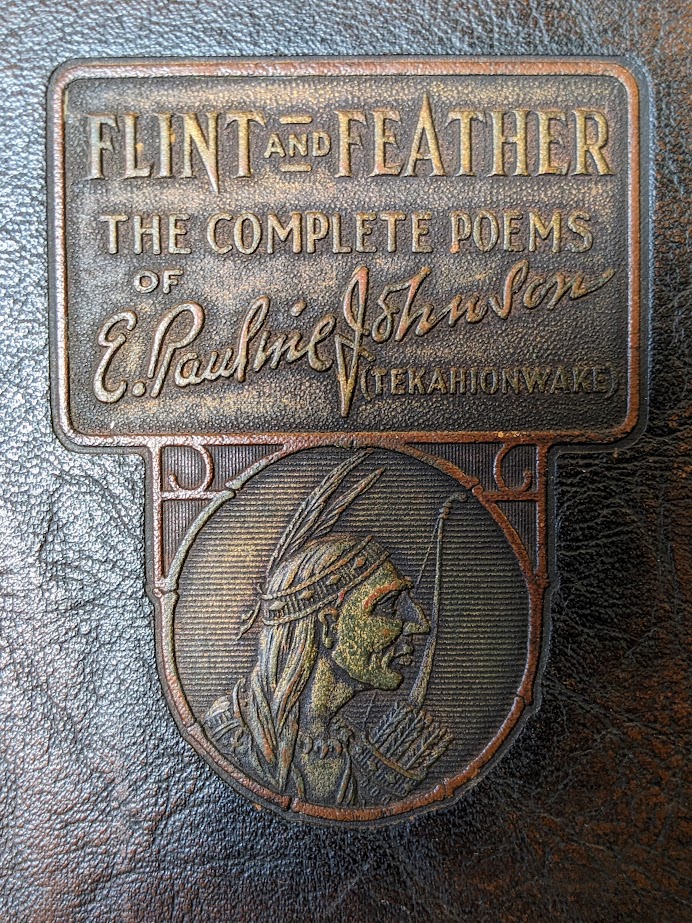 FLINT AND FEATHER
THE COMPLETE POEMS
OF E. Pauline Johnson
(TEKAHIONWAKE)